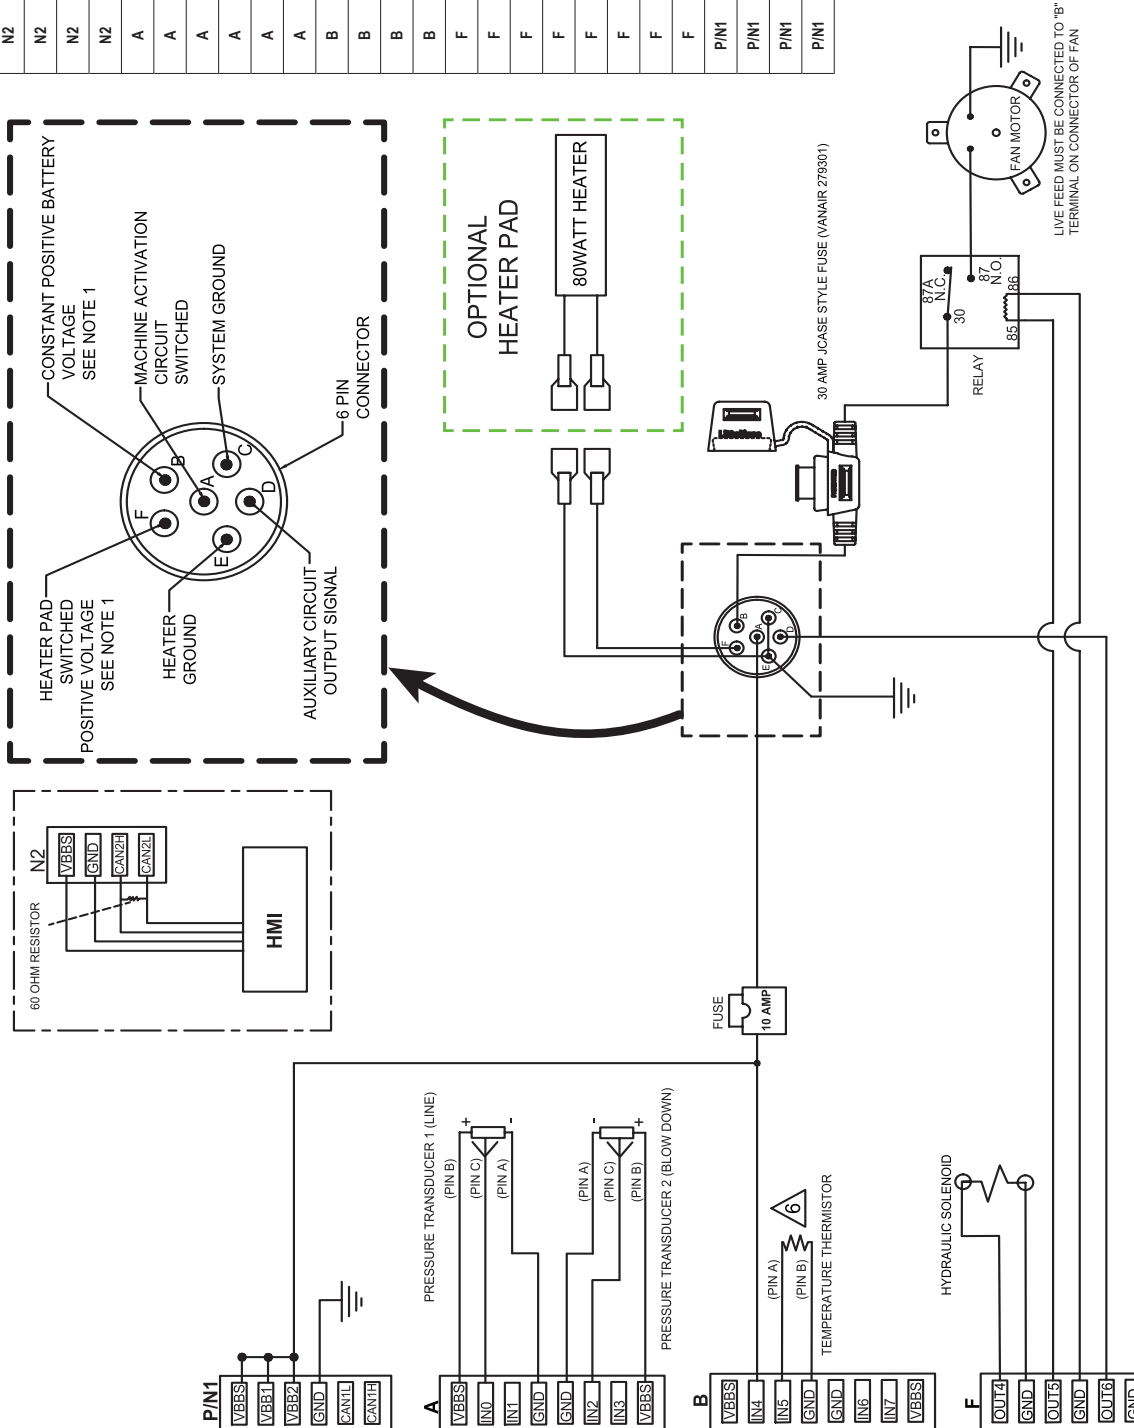 N2
N2
N2
N2
A
A
A
A
A
A
B
B
B
B
F
F
F
F
F
F
F
F
P/N1
P/N1
P/N1
P/N1
CONSTANT POSITIVE BATTERY
VOLTAGE
SEE NOTE 1
MACHINE ACTIVATION
CIRCUIT
SWITCHED
SYSTEM GROUND
6 PIN
CONNECTOR
F
B
A
C
D
E
HEATER PAD
SWITCHED
POSITIVE VOLTAGE
SEE NOTE 1
HEATER
GROUND
AUXILIARY CIRCUIT
OUTPUT SIGNAL
OPTIONAL
HEATER PAD
80WATT HEATER
30 AMP JCASE STYLE FUSE (VANAIR 279301)
Littelfuse
FAN MOTOR
LIVE FEED MUST BE CONNECTED TO "B"
TERMINAL ON CONNECTOR OF FAN
87A
N.C.
87
N.O.
30
86
85
RELAY
B
C
A
F
D
E
60 OHM RESISTOR
N2
VBBS
GND
CAN2H
CAN2L
HMI
FUSE
10 AMP
P/N1
VBBS
VBB1
VBB2
GND
CAN1L
CAN1H
PRESSURE TRANSDUCER 1 (LINE)
(PIN B)
+
(PIN C)
(PIN A)
-
(PIN A)
-
(PIN C)
(PIN B)
+
PRESSURE TRANSDUCER 2 (BLOW DOWN)
A
VBBS
IN0
IN1
GND
GND
IN2
IN3
VBBS
(PIN A)
(PIN B)
6
TEMPERATURE THERMISTOR
B
VBBS
IN4
IN5
GND
GND
IN6
IN7
VBBS
HYDRAULIC SOLENOID
F
OUT4
GND
OUT5
GND
OUT6
GND